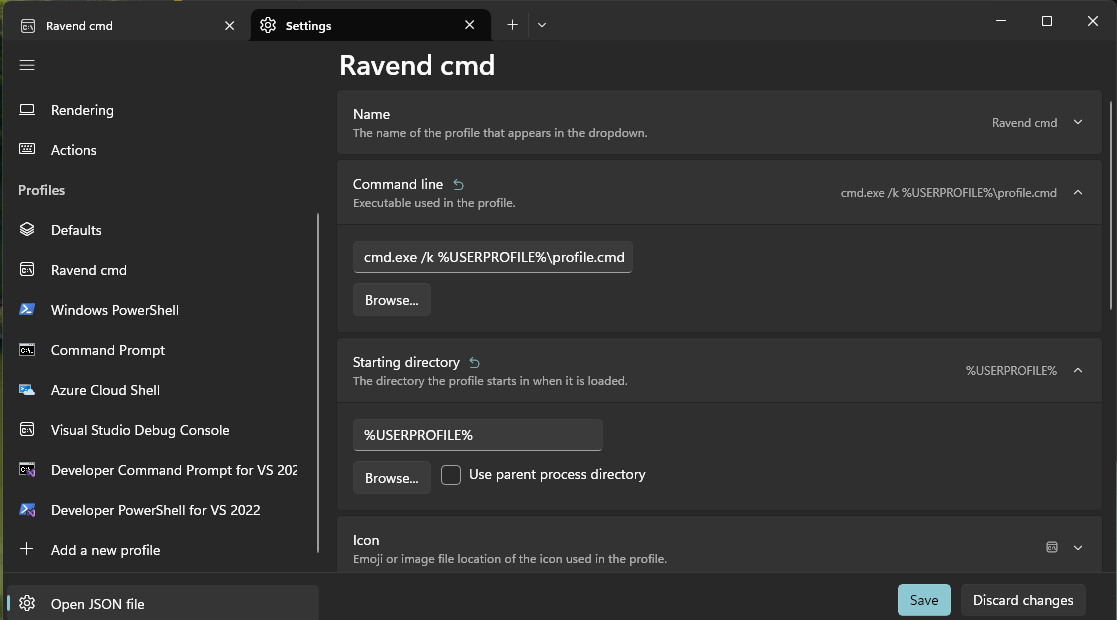 Ravend cmd
Settings
Rendering
Actions
Profiles
Defaults
Ravend cmd
Windows PowerShell
Command Prompt
Azure Cloud Shell
Visual Studio Debug Console
Developer Command Prompt for VS 202
Developer PowerShell for VS 2022
Add a new profile
Open JSON file
Ravend cmd
Name
The name of the profile that appears in the dropdown.
Ravend cmd
Command line
Executable used in the profile.
cmd.exe /k %USERPROFILE%\profile.cmd
cmd.exe /k %USERPROFILE%\profile.cmd
Browse...
Starting directory
The directory the profile starts in when it is loaded.
%USERPROFILE%
%USERPROFILE%
Browse...
Use parent process directory
Icon
Emoji or image file location of the icon used in the profile.
Save
Discard changes